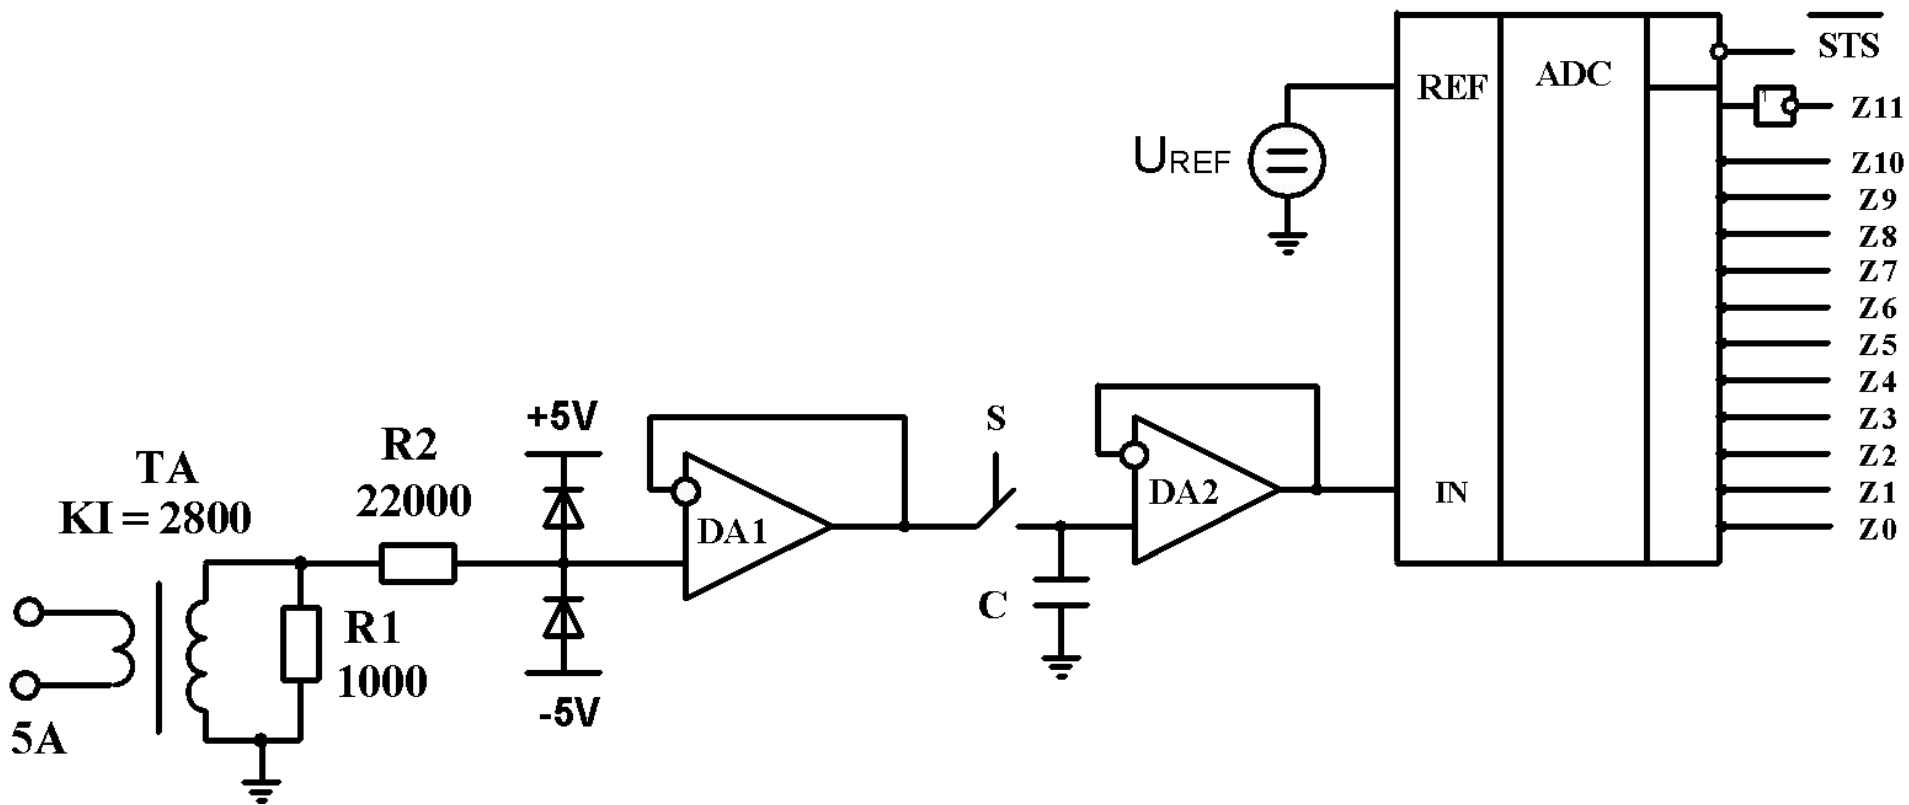 STS
REF
ADC
1
Z11
UREF
Z10
Z9
Z8
Z7
Z6
Z5
Z4
Z3
Z2
Z1
Z0
+5V
S
R2
22000
TA
KI = 2800
DA1
DA2
IN
C
R1
1000
-5V
5A